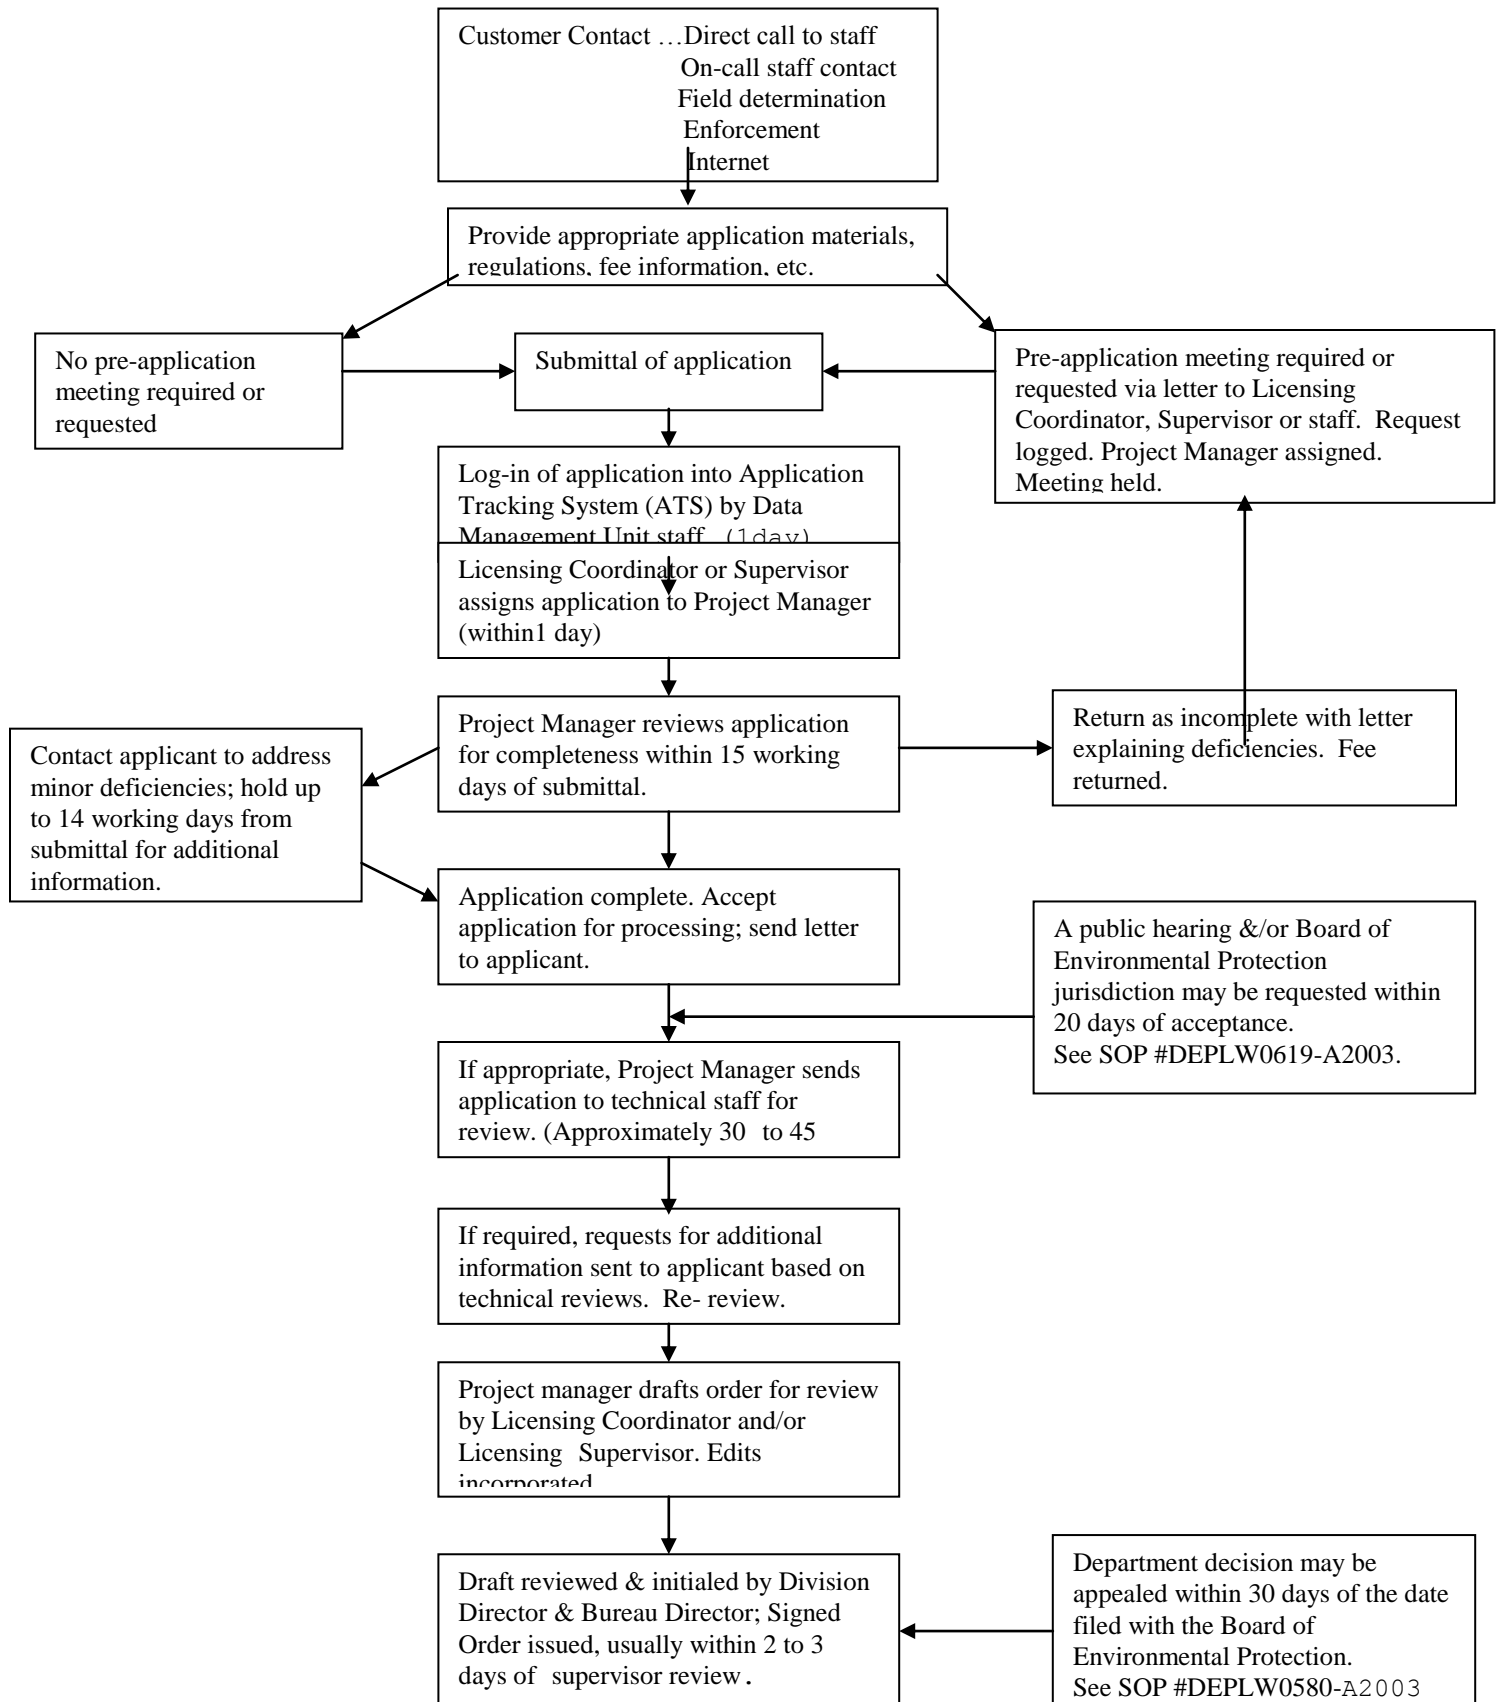 Customer Contact …Direct call to staff
On-call staff contact
Field determination
Enforcement
Internet
Provide appropriate application materials,
regulations, fee information, etc.
No pre-application
meeting required or
requested
Submittal of application
Pre-application meeting required or
requested via letter to Licensing
Coordinator, Supervisor or staff.  Request
logged. Project Manager assigned.
Meeting held.
Log-in of application into Application
Tracking System (ATS) by Data
Management Unit staff  (1day)
Licensing Coordinator or Supervisor
assigns application to Project Manager
(within1 day)
Project Manager reviews application
for completeness within 15 working
days of submittal.
Return as incomplete with letter
explaining deficiencies.  Fee
returned.
Contact applicant to address
minor deficiencies; hold up
to 14 working days from
submittal for additional
information.
Application complete. Accept
application for processing; send letter
to applicant.
A public hearing &/or Board of
Environmental Protection
jurisdiction may be requested within
20 days of acceptance.
See SOP #DEPLW0619-A2003.
If appropriate, Project Manager sends
application to technical staff for
review. (Approximately 30  to 45
If required, requests for additional
information sent to applicant based on
technical reviews.  Re- review.
Project manager drafts order for review
by Licensing Coordinator and/or
Licensing  Supervisor. Edits
incorporated
Draft reviewed & initialed by Division
Director & Bureau Director; Signed
Order issued, usually within 2 to 3
days of  supervisor review.
Department decision may be
appealed within 30 days of the date
filed with the Board of
Environmental Protection.
See SOP #DEPLW0580-A2003